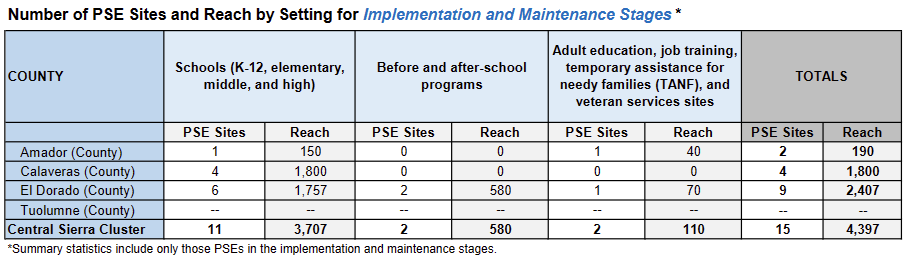 Number of PSE Sites and Reach by Setting for Implementation and Maintenance Stages *
COUNTY
Schools (K-12, elementary,
middle, and high)
Before and after-school
programs
Adult education, job training,
temporary assistance for
needy families (TANF), and
veteran services sites
TOTALS
PSE Sites Reach PSE Sites Reach PSE Sites Reach PSE Sites Reach
Amador (County) 1 150 0 0 1 40 2 190
Calaveras (County) 4 1,800 0 0 0 0 4 1,800
El Dorado (County) 6 1,757 2 580 1 70 9 2,407
Tuolumne (County) -- -- -- -- -- -- -- --
Central Sierra Cluster 11 3,707 2 580 2 110 15 4,397
*Summary statistics include only those PSEs in the implementation and maintenance stages.